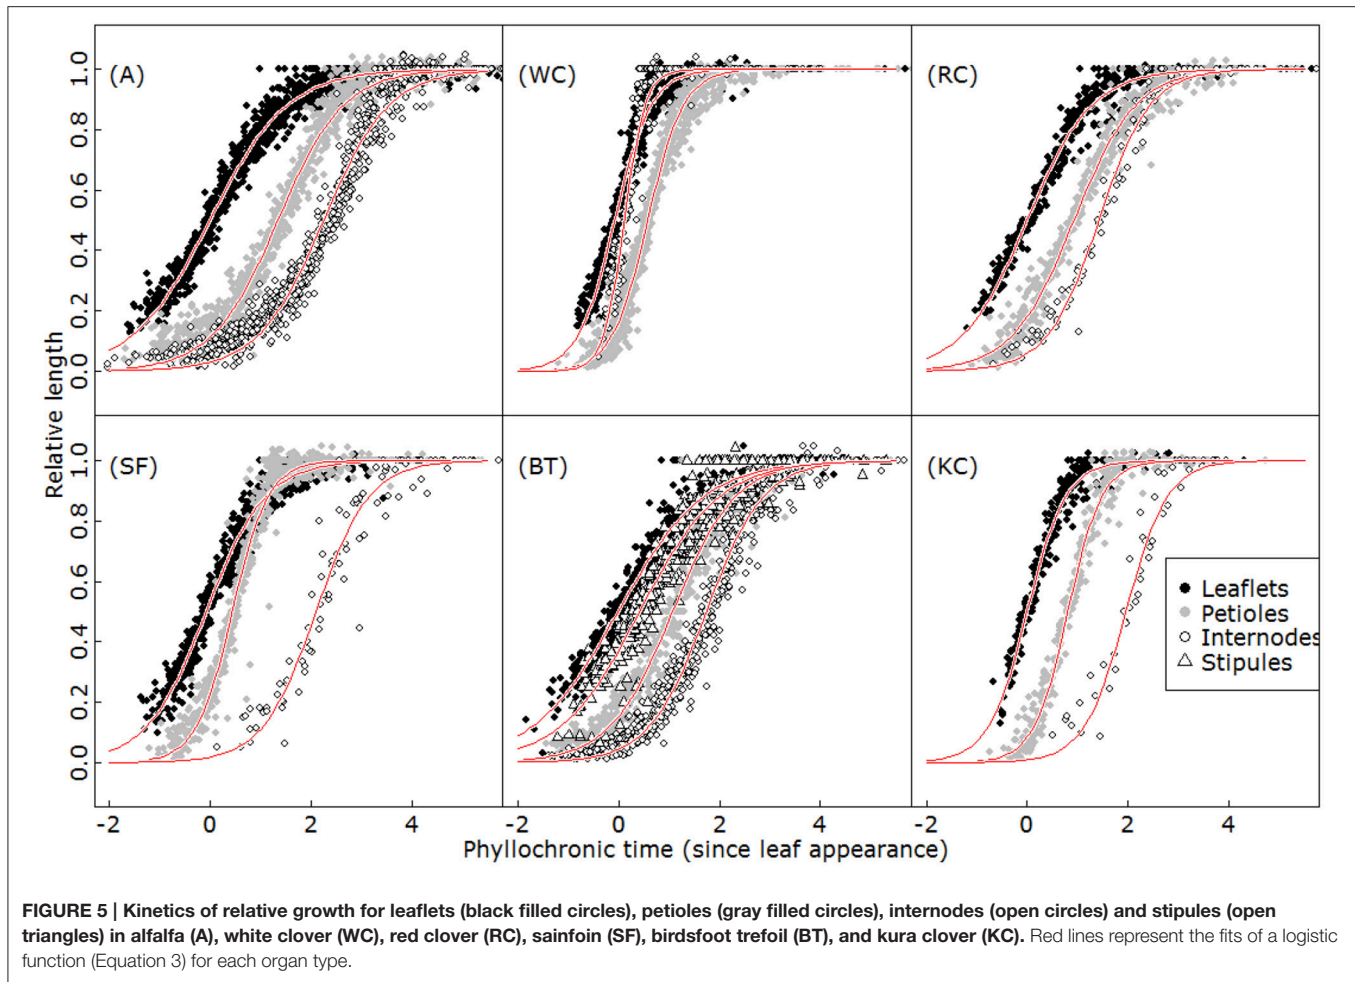 (A)
(WC)
(RC)
1.0
0.8
0.6
0.4
0.2
0.0
Relative length
(SF)
(BT)
(KC)
1.0
0.8
0.6
0.4
0.2
0.0
Leaflets
Petioles
Internodes
Stipules
-2 0 2 4 -2 0 2 4 -2 0 2 4
Phyllochronic time (since leaf appearance)
FIGURE 5 | Kinetics of relative growth for leaflets (black filled circles), petioles (gray filled circles), internodes (open circles) and stipules (open
triangles) in alfalfa (A), white clover (WC), red clover (RC), sainfoin (SF), birdsfoot trefoil (BT), and kura clover (KC). Red lines represent the fits of a logistic
function (Equation 3) for each organ type.